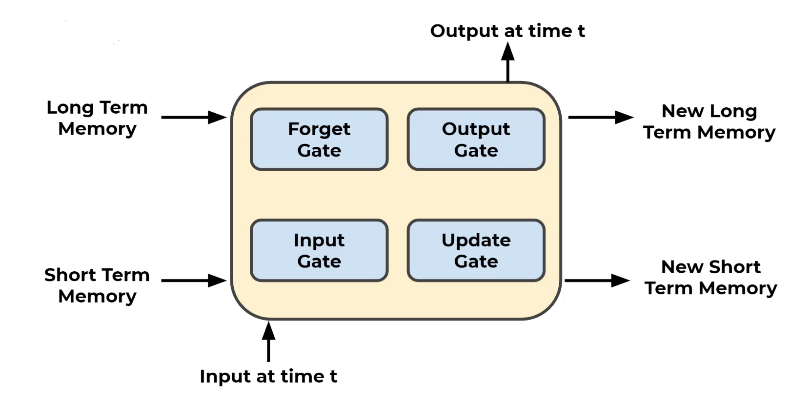 Output at time t
Long Term
Memory
Forget
Gate
Output
Gate
New Long
Term Memory
Short Term
Memory
Input
Gate
Update
Gate
New Short
Term Memory
Input at time t